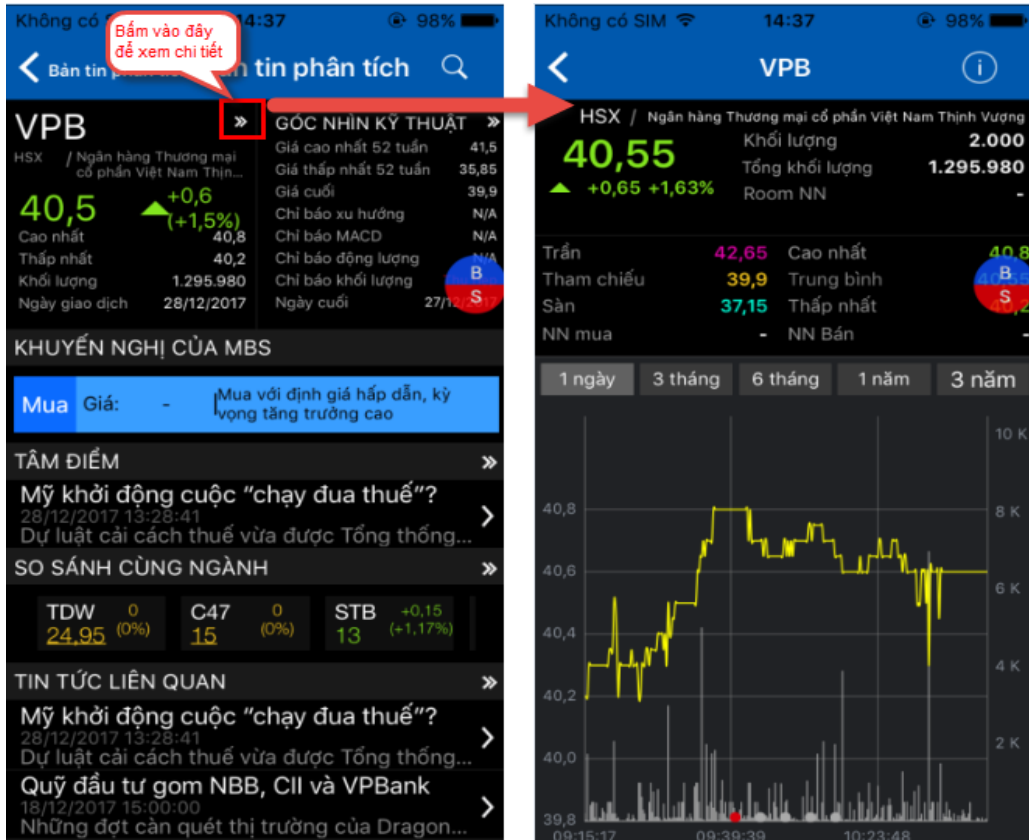 Không có
14:37
98%
Bấm vào đây
để xem chi tiết
Bản tin
tin phân tích
VPB
»
HSX / Ngân hàng Thương mại
cổ phần Việt Nam Thịn...
40,5
+0,6
(+1,5%)
Cao nhất 40,8
Thấp nhất 40,2
Khối lượng 1.295.980
Ngày giao dịch 28/12/2017
GÓC NHÌN KỸ THUẬT »
Giá cao nhất 52 tuần 41,5
Giá thấp nhất 52 tuần 35,85
Giá cuối 39,9
Chỉ báo xu hướng N/A
Chỉ báo MACD N/A
Chỉ báo động lượng N/A
Chỉ báo khối lượng
Ngày cuối 27/12/2017
B
S
KHUYẾN NGHỊ CỦA MBS
Mua Giá: - Mua với định giá hấp dẫn, kỳ
vọng tăng trưởng cao
TÂM ĐIỂM »
Mỹ khởi động cuộc “chạy đua thuế”?
28/12/2017 13:28:41
Dự luật cải cách thuế vừa được Tổng thống...
SO SÁNH CÙNG NGÀNH »
TDW 0
24,95 (0%)
C47 0
15 (0%)
STB +0,15
13 (+1,17%)
TIN TỨC LIÊN QUAN »
Mỹ khởi động cuộc “chạy đua thuế”?
28/12/2017 13:28:41
Dự luật cải cách thuế vừa được Tổng thống...
Quỹ đầu tư gom NBB, CII và VPBank
18/12/2017 15:00:00
Những đợt càn quét thị trường của Dragon...
Không có SIM 14:37 98%
VPB
i
HSX / Ngân hàng Thương mại cổ phần Việt Nam Thịnh Vượng
40,55
+0,65 +1,63%
Khối lượng 2.000
Tổng khối lượng 1.295.980
Room NN -
Trần 42,65 Cao nhất 40,8
Tham chiếu 39,9 Trung bình 40,55
Sàn 37,15 Thấp nhất 40,2
NN mua - NN Bán -
B
S
1 ngày 3 tháng 6 tháng 1 năm 3 năm
10 K
40,8 8 K
40,6 6 K
40,4 4 K
40,2
40,0 2 K
39,8
09:15:17 09:39:39 10:23:48